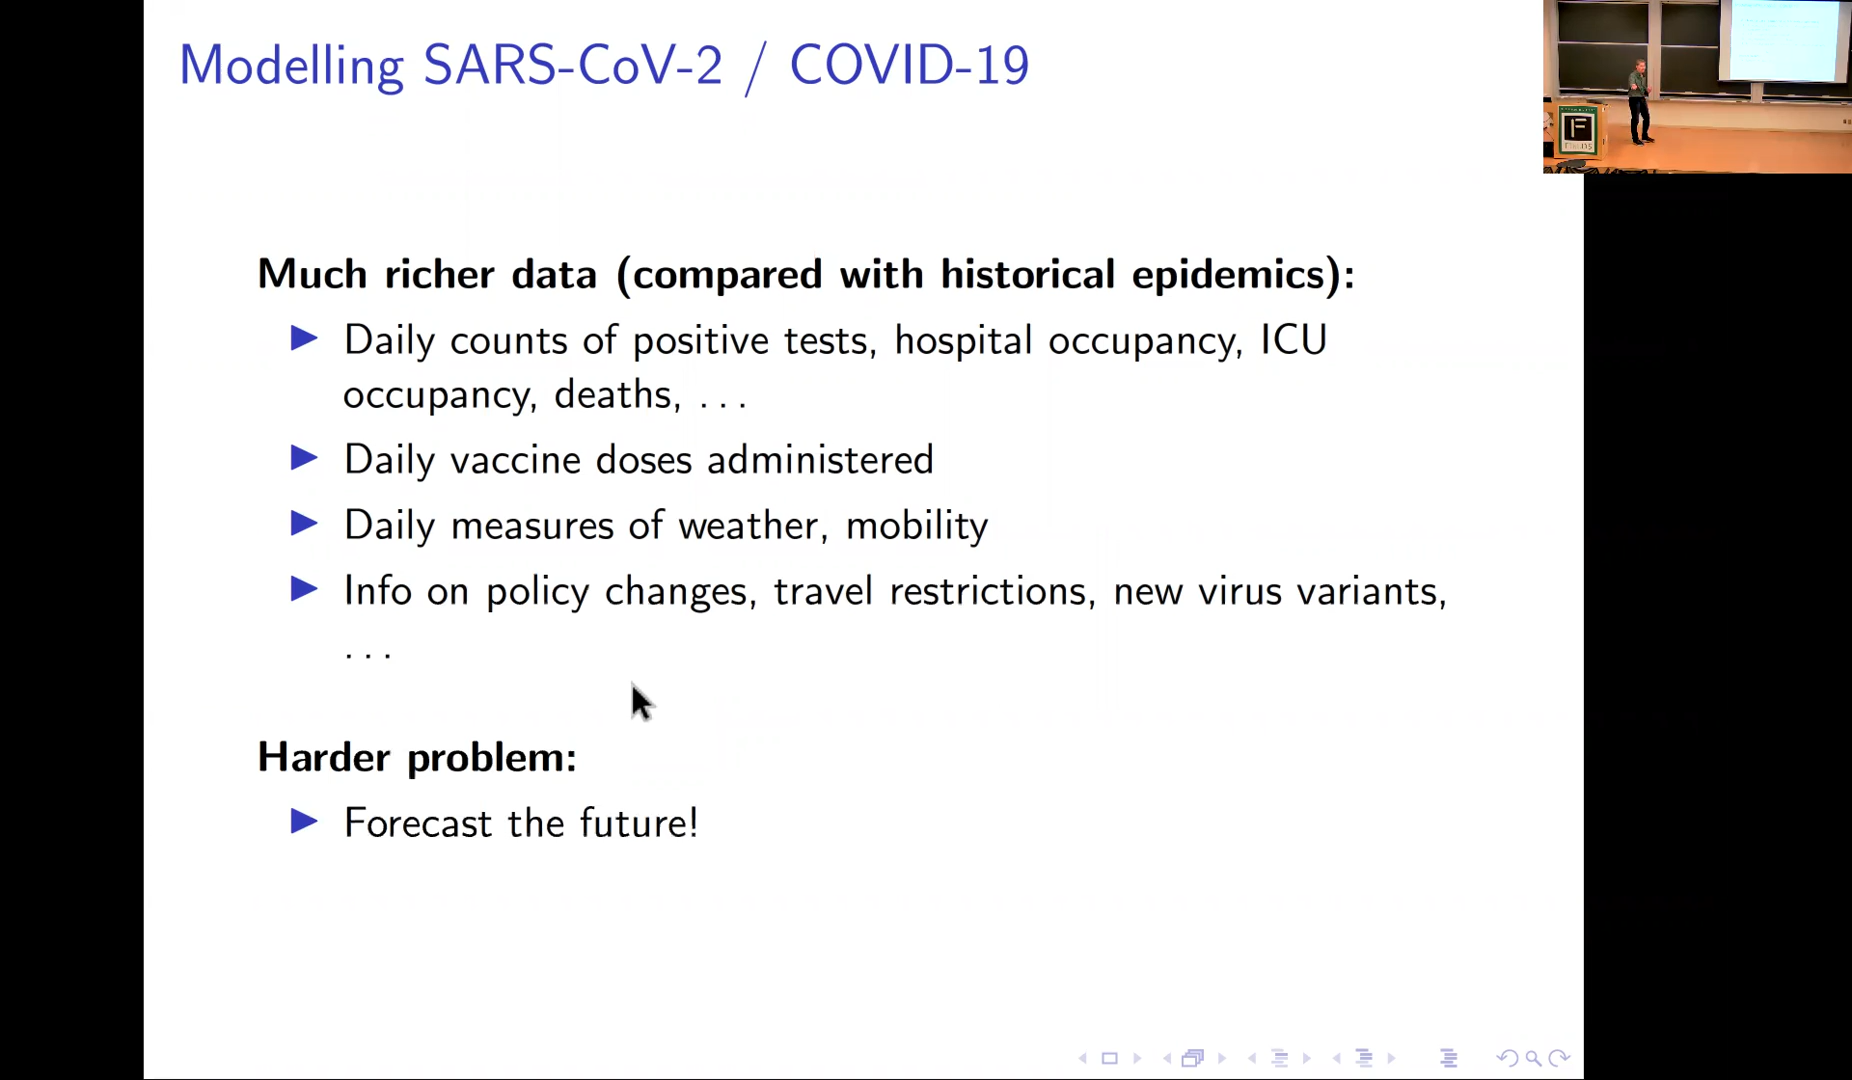 Modelling SARS-CoV-2 / COVID-19
Much richer data (compared with historical epidemics):
Daily counts of positive tests, hospital occupancy, ICU
occupancy, deaths, . . .
Daily vaccine doses administered
Daily measures of weather, mobility
Info on policy changes, travel restrictions, new virus variants,
. . .
Harder problem:
Forecast the future!
F
FIELDS